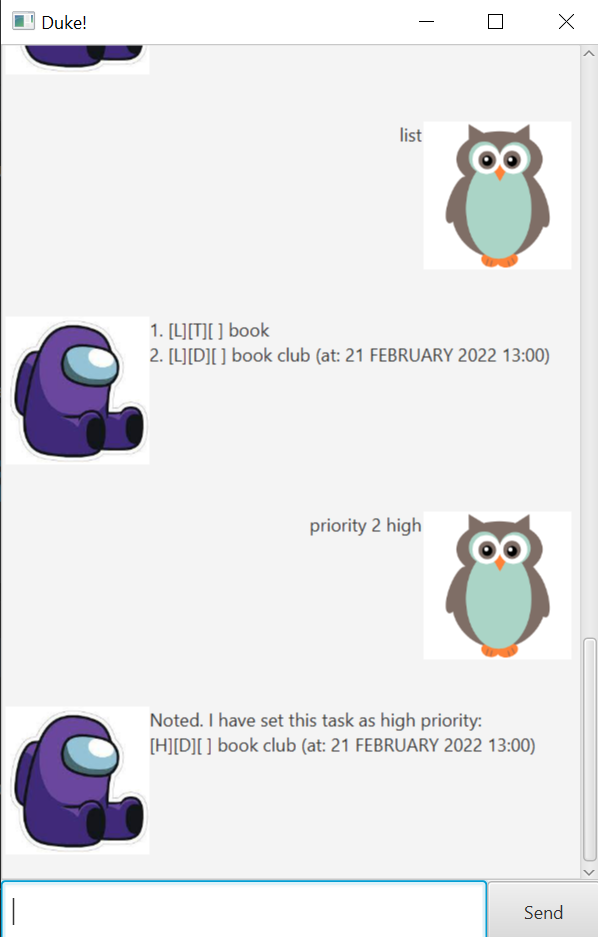 Duke!
list
1. [L][T][ ] book
2. [L][D][ ] book club (at: 21 FEBRUARY 2022 13:00)
priority 2 high
Noted. I have set this task as high priority:
[H][D][ ] book club (at: 21 FEBRUARY 2022 13:00)
Send